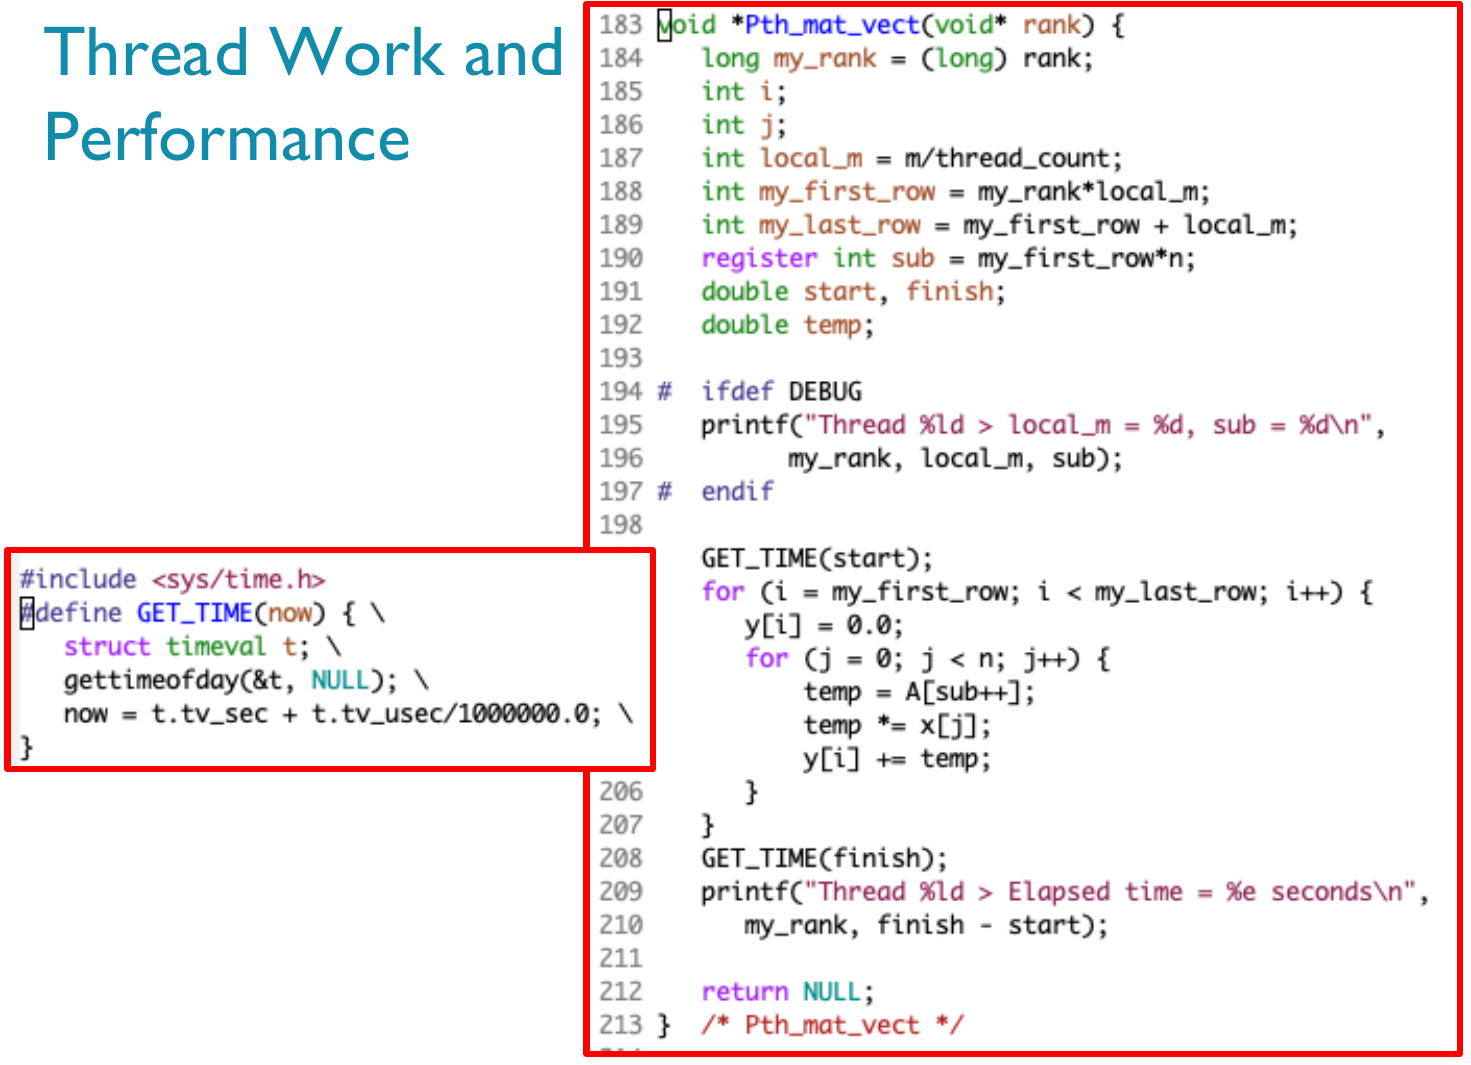 Thread Work and
Performance
183 void *Pth_mat_vect(void* rank) {
184    long my_rank = (long) rank;
185    int i;
186    int j;
187    int local_m = m/thread_count;
188    int my_first_row = my_rank*local_m;
189    int my_last_row = my_first_row + local_m;
190    register int sub = my_first_row*n;
191    double start, finish;
192    double temp;
193
194 #  ifdef DEBUG
195    printf("Thread %ld > local_m = %d, sub = %d\n",
196          my_rank, local_m, sub);
197 #  endif
198
   GET_TIME(start);
   for (i = my_first_row; i < my_last_row; i++) {
      y[i] = 0.0;
      for (j = 0; j < n; j++) {
          temp = A[sub++];
          temp *= x[j];
          y[i] += temp;
206       }
207    }
208    GET_TIME(finish);
209    printf("Thread %ld > Elapsed time = %e seconds\n",
210       my_rank, finish - start);
211
212    return NULL;
213 }  /* Pth_mat_vect */
#include <sys/time.h>
#define GET_TIME(now) { \
   struct timeval t; \
   gettimeofday(&t, NULL); \
   now = t.tv_sec + t.tv_usec/1000000.0; \
}